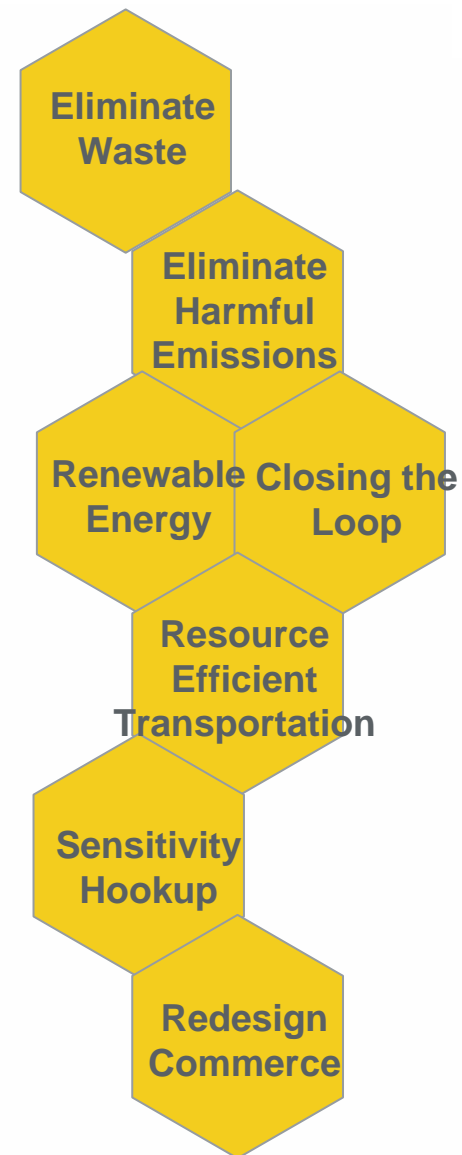 Eliminate
Waste
Eliminate
Harmful
Emissions
Renewable
Energy
Closing the
Loop
Resource
Efficient
Transportation
Sensitivity
Hookup
Redesign
Commerce